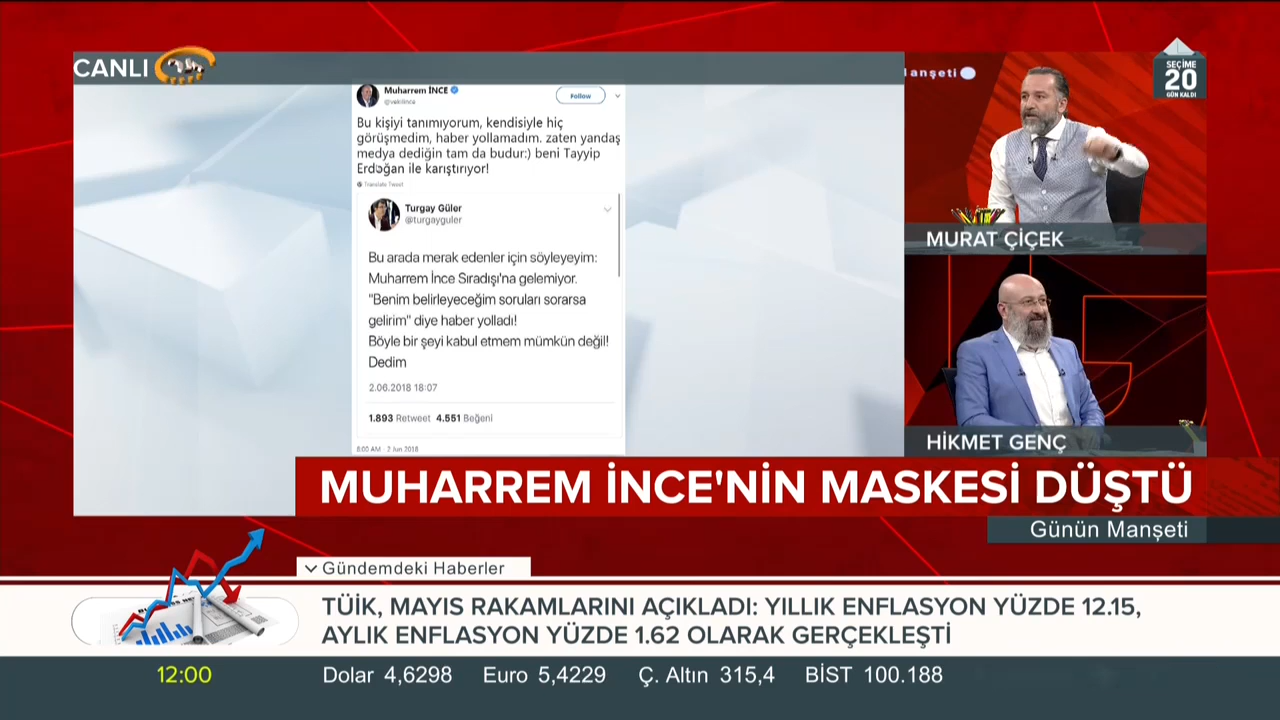 CANLI
Muharrem İNCE
@vekilince
Follow
Bu kişiyi tanımıyorum, kendisiyle hiç
görüşmedim, haber yollamadım. zaten yandaş
medya dediğin tam da budur:) beni Tayyip
Erdoğan ile karıştırıyor!
Translate Tweet
Turgay Güler
@turgayguler
Bu arada merak edenler için söyleyeyim:
Muharrem İnce Sıradışı'na gelemiyor.
"Benim belirleyeceğim soruları sorarsa
gelirim" diye haber yolladı!
Böyle bir şeyi kabul etmem mümkün değil!
Dedim
2.06.2018 18:07
1.893 Retweet 4.551 Beğeni
8:00 AM - 2 Jun 2018
anşeti
SEÇİME
20
GÜN KALDI
MURAT ÇİÇEK
HİKMET GENÇ
MUHARREM İNCE'NİN MASKESİ DÜŞTÜ
Günün Manşeti
Gündemdeki Haberler
TÜİK, MAYIS RAKAMLARINI AÇIKLADI: YILLIK ENFLASYON YÜZDE 12.15,
AYLIK ENFLASYON YÜZDE 1.62 OLARAK GERÇEKLEŞTİ
12:00 Dolar 4,6298 Euro 5,4229 Ç. Altın 315,4 BİST 100.188